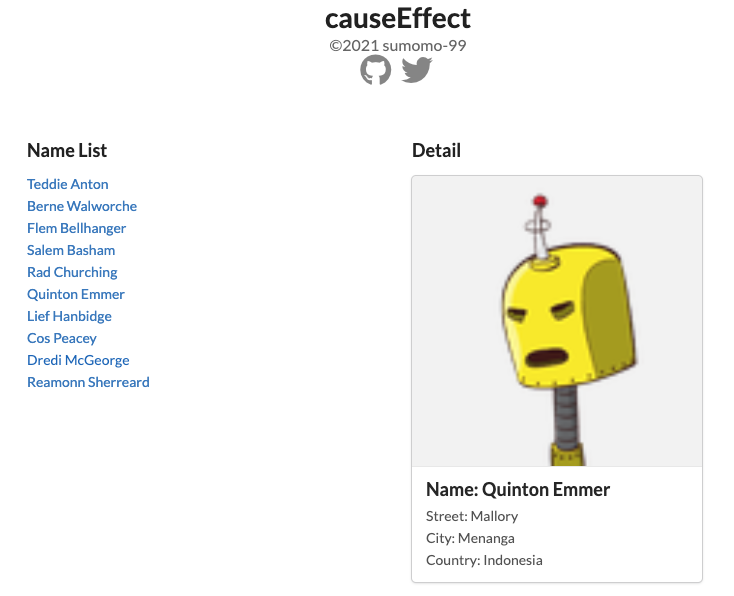 causeEffect
©2021 sumomo-99
Name List
Teddie Anton
Berne Walworche
Flem Bellhanger
Salem Basham
Rad Churching
Quinton Emmer
Lief Hanbidge
Cos Peacey
Dredi McGeorge
Reamonn Sherreard
Detail
Name: Quinton Emmer
Street: Mallory
City: Menanga
Country: Indonesia